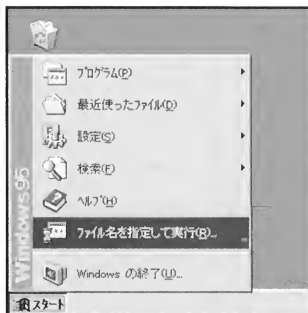 プログラム(P)
最近使ったファイル(D)
設定(S)
検索(F)
ヘルプ(H)
ファイル名を指定して実行(R)...
Windows の終了(U)...
Windows95
スタート